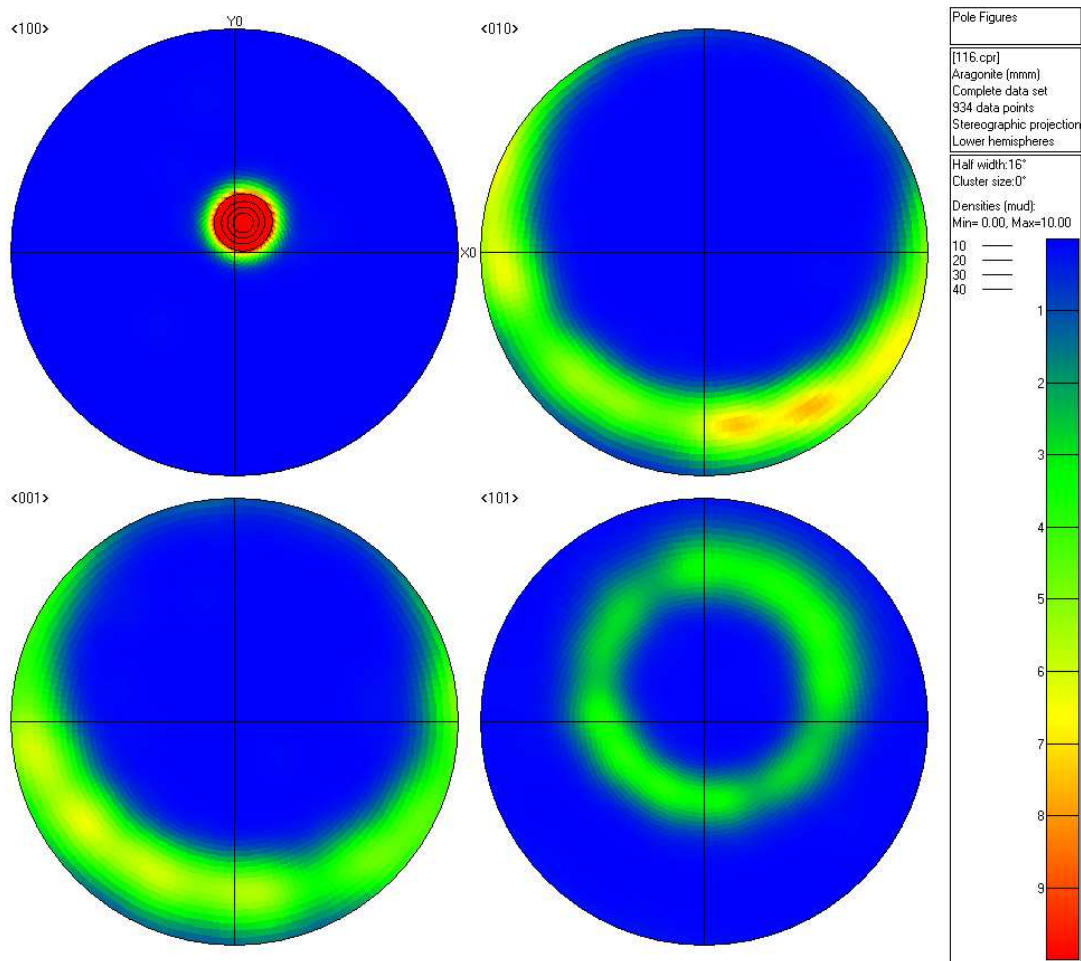 <100>
Y0
X0
<010>
<001>
<101>
Pole Figures
[116.cpr]
Aragonite (mmm)
Complete data set
934 data points
Stereographic projection
Lower hemispheres
Half width:16°
Cluster size:0°
Densities (mud):
Min= 0.00, Max=10.00
10
20
30
40
1
2
3
4
5
6
7
8
9